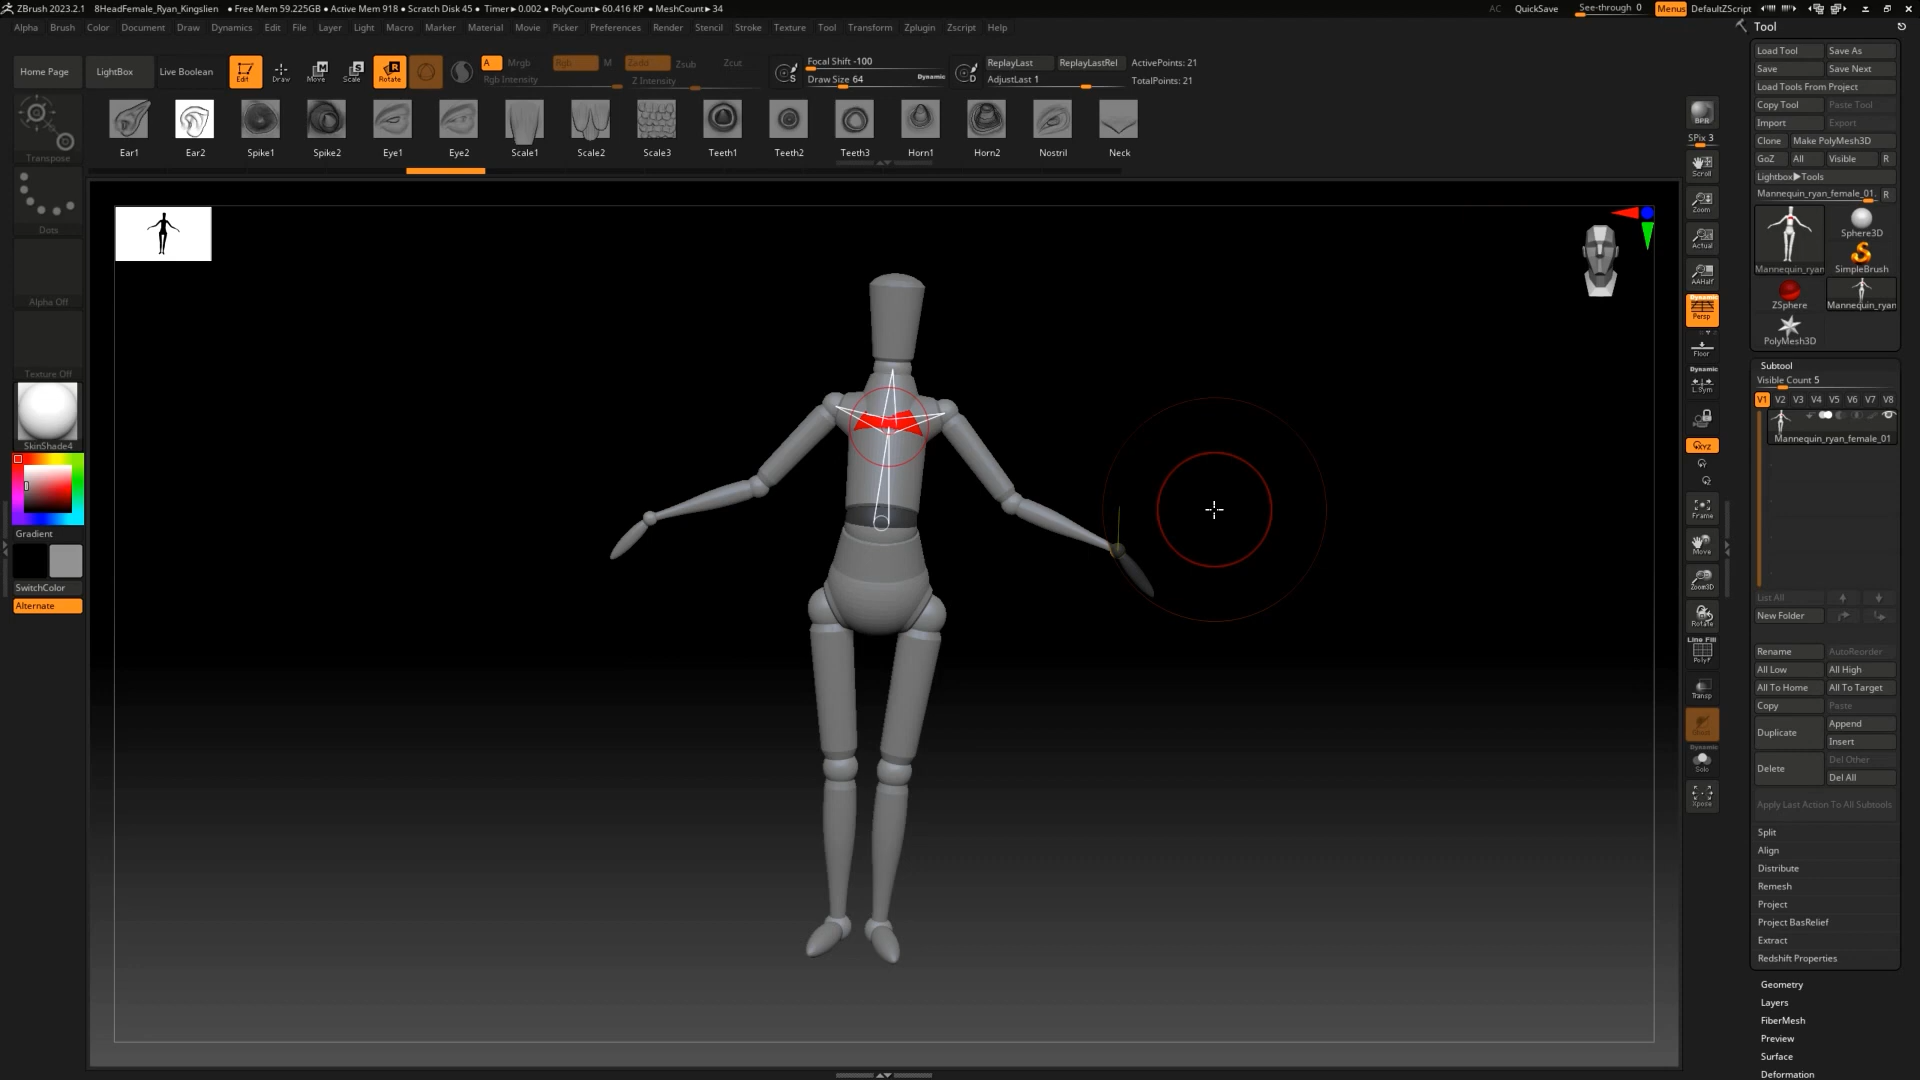 ZBrush 2023.2.1 8HeadFemale_Ryan_Kingslien • Free Mem 59.225GB • Active Mem 918 • Scratch Disk 45 • Timer▸0.002 • PolyCount▸60.416 KP • MeshCount▸34 AC QuickSave See-through 0 Menus DefaultZScript
Alpha Brush Color Document Draw Dynamics Edit File Layer Light Macro Marker Material Movie Picker Preferences Render Stencil Stroke Texture Tool Transform Zplugin Zscript Help
Home Page LightBox Live Boolean Edit Draw Move Scale Rotate
A Mrgb Rgb M Zadd Zsub Zcut
Rgb Intensity Z Intensity
Focal Shift -100
Draw Size 64 Dynamic
ReplayLast ReplayLastRel ActivePoints: 21
AdjustLast 1 TotalPoints: 21
Ear1 Ear2 Spike1 Spike2 Eye1 Eye2 Scale1 Scale2 Scale3 Teeth1 Teeth2 Teeth3 Horn1 Horn2 Nostril Neck
Transpose
Dots
Alpha Off
Texture Off
SkinShade4
Gradient
SwitchColor
Alternate
BPR
SPix 3
Scroll
Zoom
Actual
AAHalf
Dynamic
Persp
Floor
Dynamic
L.Sym
XYZ
Frame
Move
Zoom3D
Rotate
Line Fill
PolyF
Transp
Dynamic
Solo
Xpose
Tool
Load Tool Save As
Save Save Next
Load Tools From Project
Copy Tool Paste Tool
Import Export
Clone Make PolyMesh3D
GoZ All Visible R
Lightbox▸Tools
Mannequin_ryan_female_01. R
Mannequin_ryan Sphere3D
SimpleBrush
ZSphere Mannequin_ryan
PolyMesh3D
Subtool
Visible Count 5
V1 V2 V3 V4 V5 V6 V7 V8
Mannequin_ryan_female_01
List All
New Folder
Rename AutoReorder
All Low All High
All To Home All To Target
Copy Paste
Duplicate Append
Insert
Delete Del Other
Del All
Apply Last Action To All Subtools
Split
Align
Distribute
Remesh
Project
Project BasRelief
Extract
Redshift Properties
Geometry
Layers
FiberMesh
Preview
Surface
Deformation